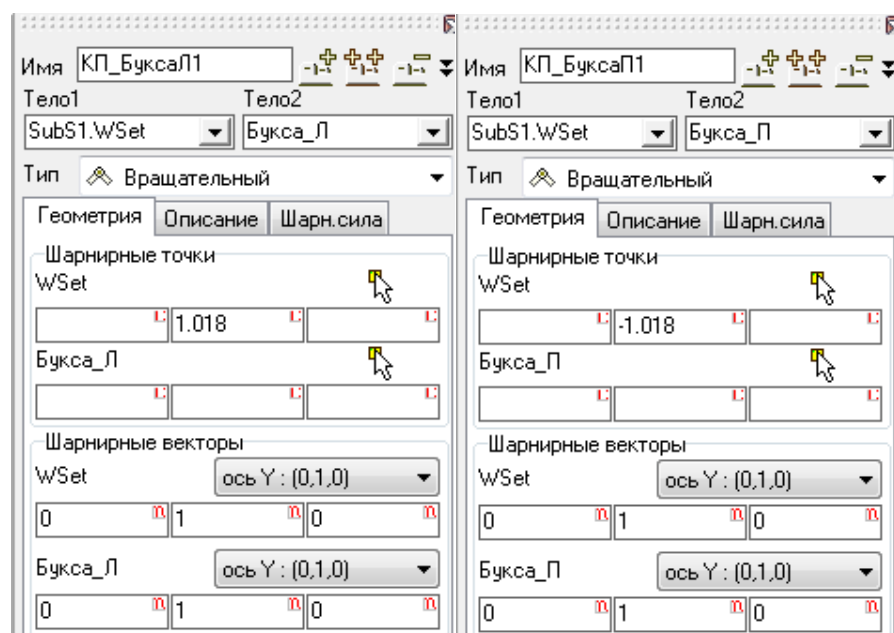 Имя КП_БуксаЛ1
Тело1 Тело2
SubS1.WSet Букса_Л
Тип Вращательный
Геометрия Описание Шарн.сила
Шарнирные точки
WSet
C 1.018 C C
Букса_Л
C C C
Шарнирные векторы
WSet ось Y : (0,1,0)
0 n 1 n 0 n
Букса_Л ось Y : (0,1,0)
0 n 1 n 0 n
Имя КП_БуксаП1
Тело1 Тело2
SubS1.WSet Букса_П
Тип Вращательный
Геометрия Описание Шарн.сила
Шарнирные точки
WSet
C -1.018 C C
Букса_П
C C C
Шарнирные векторы
WSet ось Y : (0,1,0)
0 n 1 n 0 n
Букса_П ось Y : (0,1,0)
0 n 1 n 0 n